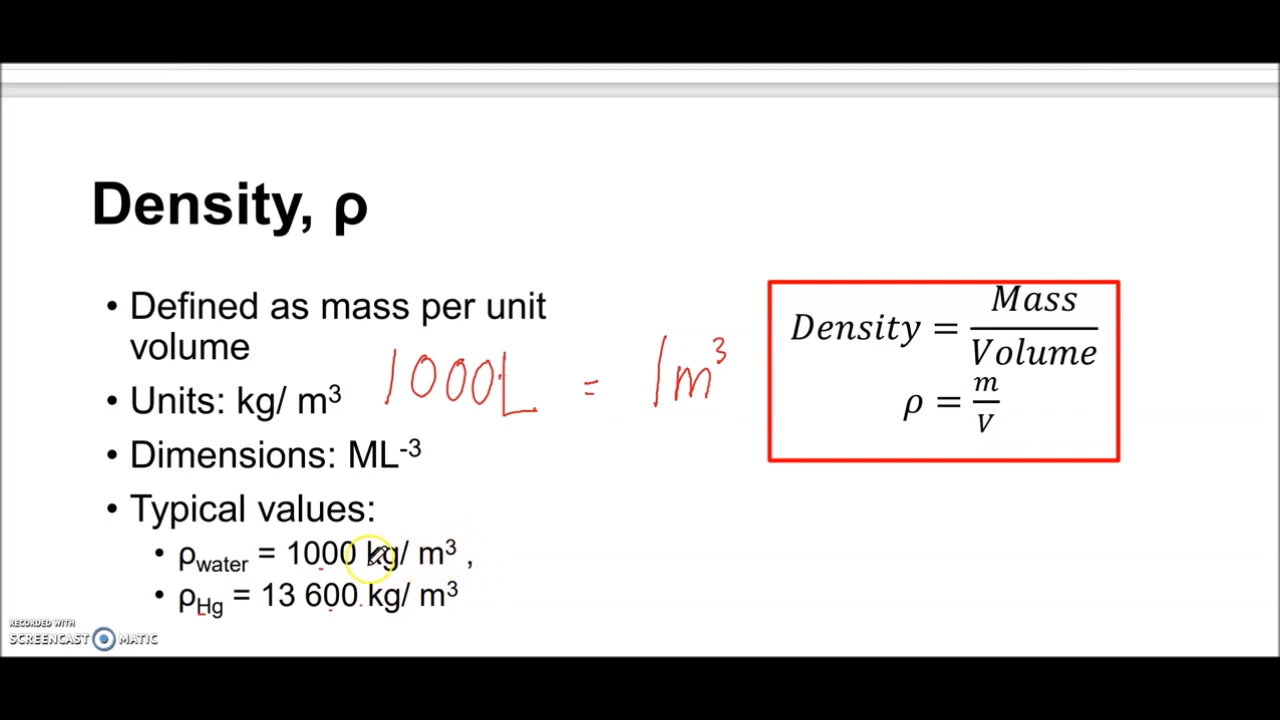 Density, ρ
• Defined as mass per unit
volume
• Units: kg/ m³
1000L = 1m³
• Dimensions: ML⁻³
• Typical values:
• ρwater = 1000 kg/ m³ ,
• ρHg = 13 600 kg/ m³
Density = Mass / Volume
ρ = m / V
RECORDED WITH
SCREENCAST MATIC